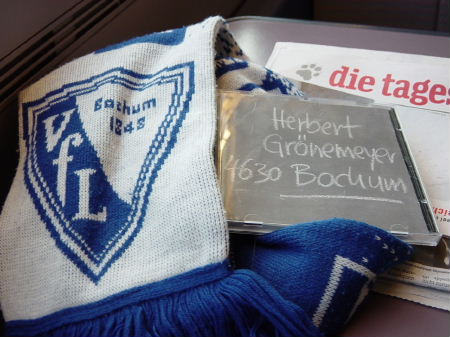 VfL
Bochum
1848
die tages
Herbert
Grönemeyer
4630 Bochum